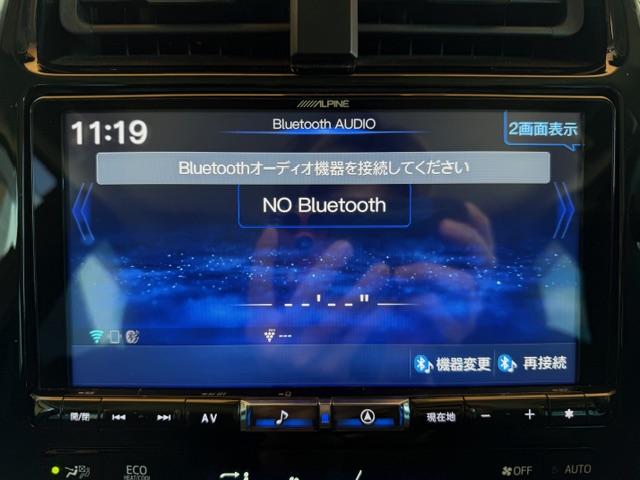 ALPINE
11:19
Bluetooth AUDIO
2画面表示
Bluetoothオーディオ機器を接続してください
NO Bluetooth
- - ' - - "
---
機器変更
再接続
開/閉
AV
現在地
- + ✱
ECO
HEAT/COOL
OFF
AUTO